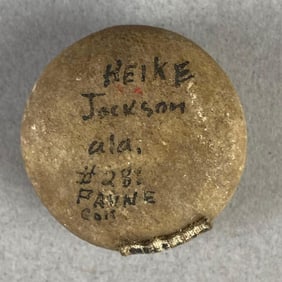 HEIKE
Jackson
ala.
#281
PAYNE
Coll